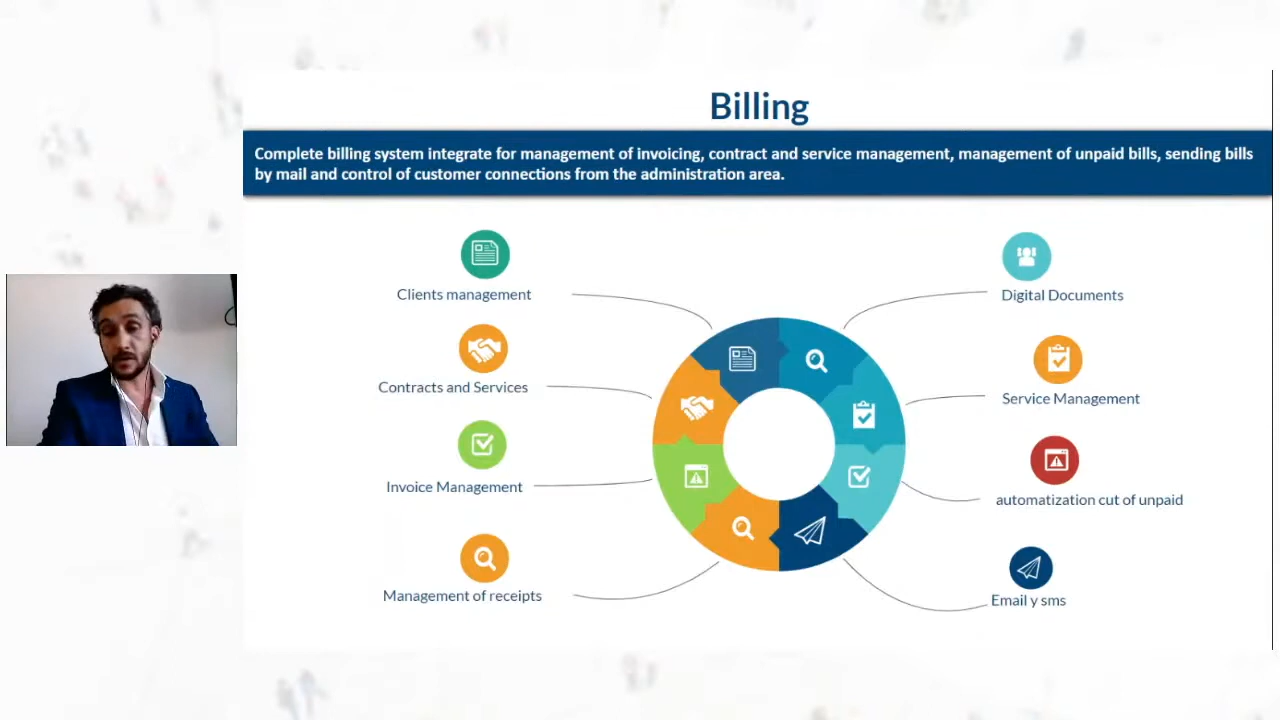 Billing
Complete billing system integrate for management of invoicing, contract and service management, management of unpaid bills, sending bills
by mail and control of customer connections from the administration area.
Clients management
Contracts and Services
Invoice Management
Management of receipts
Digital Documents
Service Management
automatization cut of unpaid
Email y sms